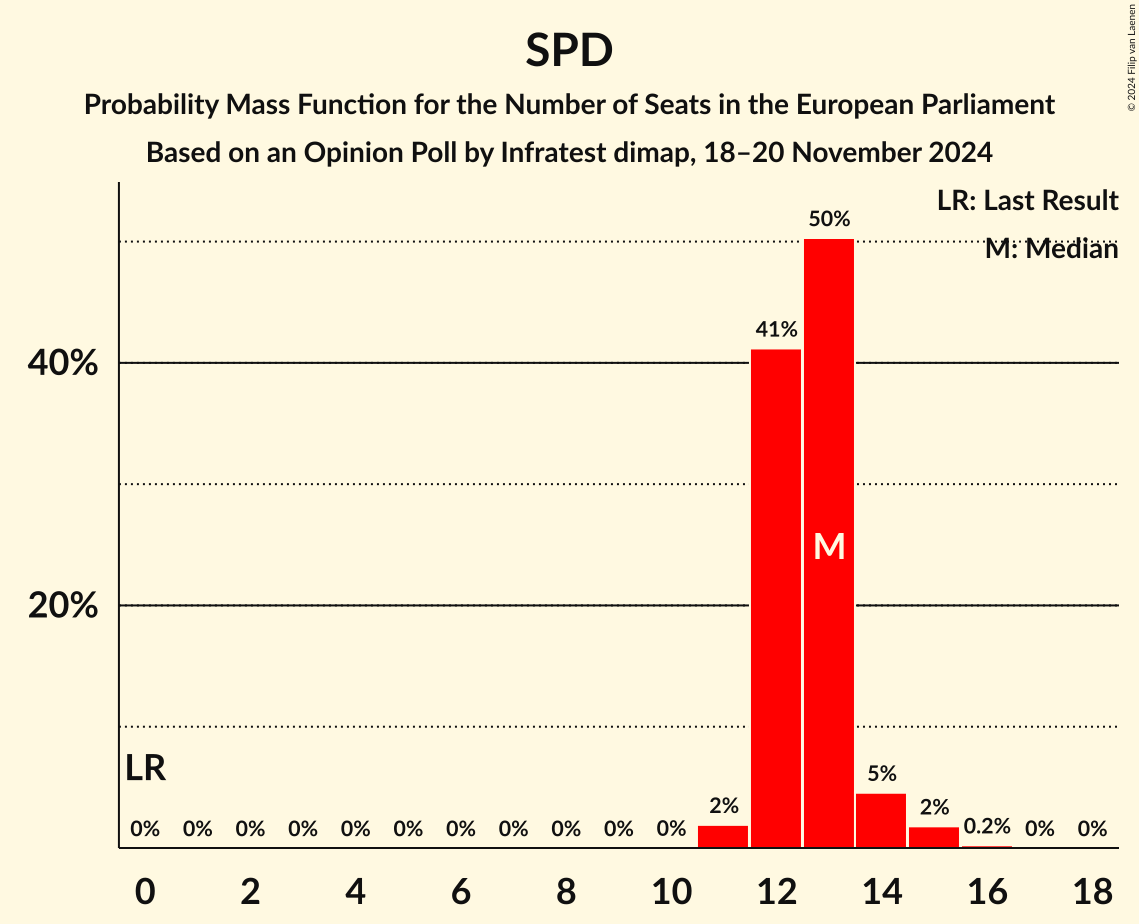 SPD
Probability Mass Function for the Number of Seats in the European Parliament
Based on an Opinion Poll by Infratest dimap, 18–20 November 2024
© 2024 Filip van Laenen
LR: Last Result
M: Median
50%
41%
40%
M
20%
LR
0% 0% 0% 0% 0% 0% 0% 0% 0% 0% 0% 2% 5% 2% 0.2% 0% 0%
0 2 4 6 8 10 12 14 16 18